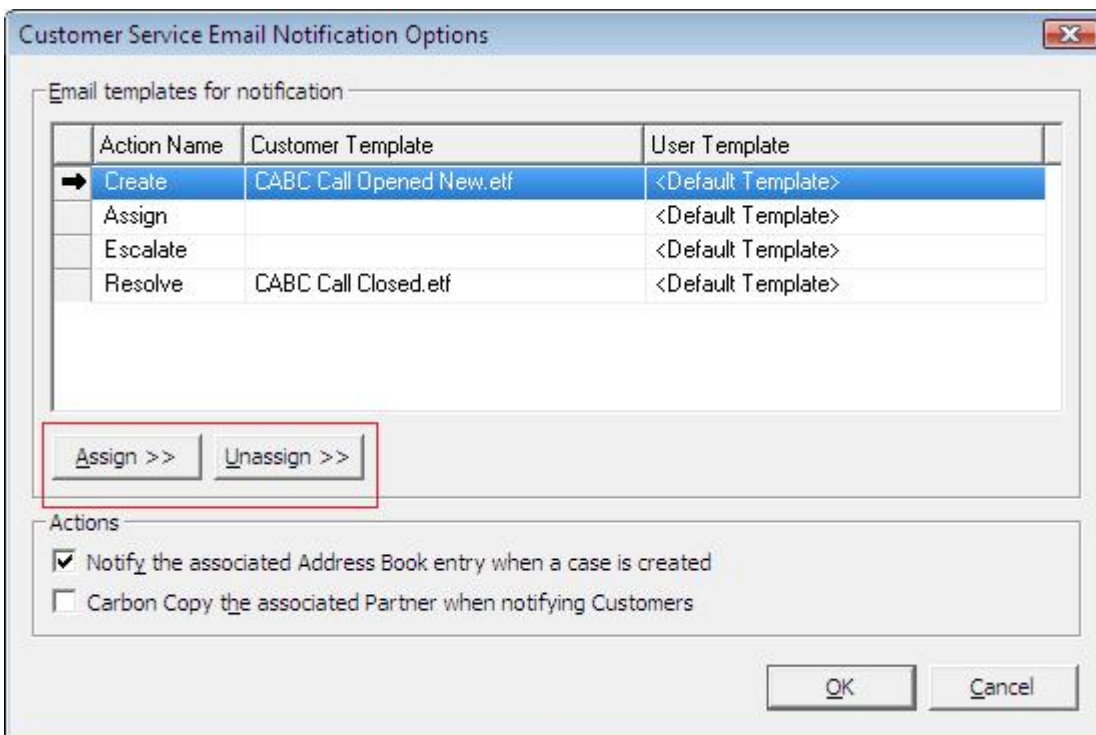 Customer Service Email Notification Options
Email templates for notification
Action Name Customer Template User Template
Create CABC Call Opened New.etf <Default Template>
Assign <Default Template>
Escalate <Default Template>
Resolve CABC Call Closed.etf <Default Template>
Assign >> Unassign >>
Actions
Notify the associated Address Book entry when a case is created
Carbon Copy the associated Partner when notifying Customers
OK Cancel